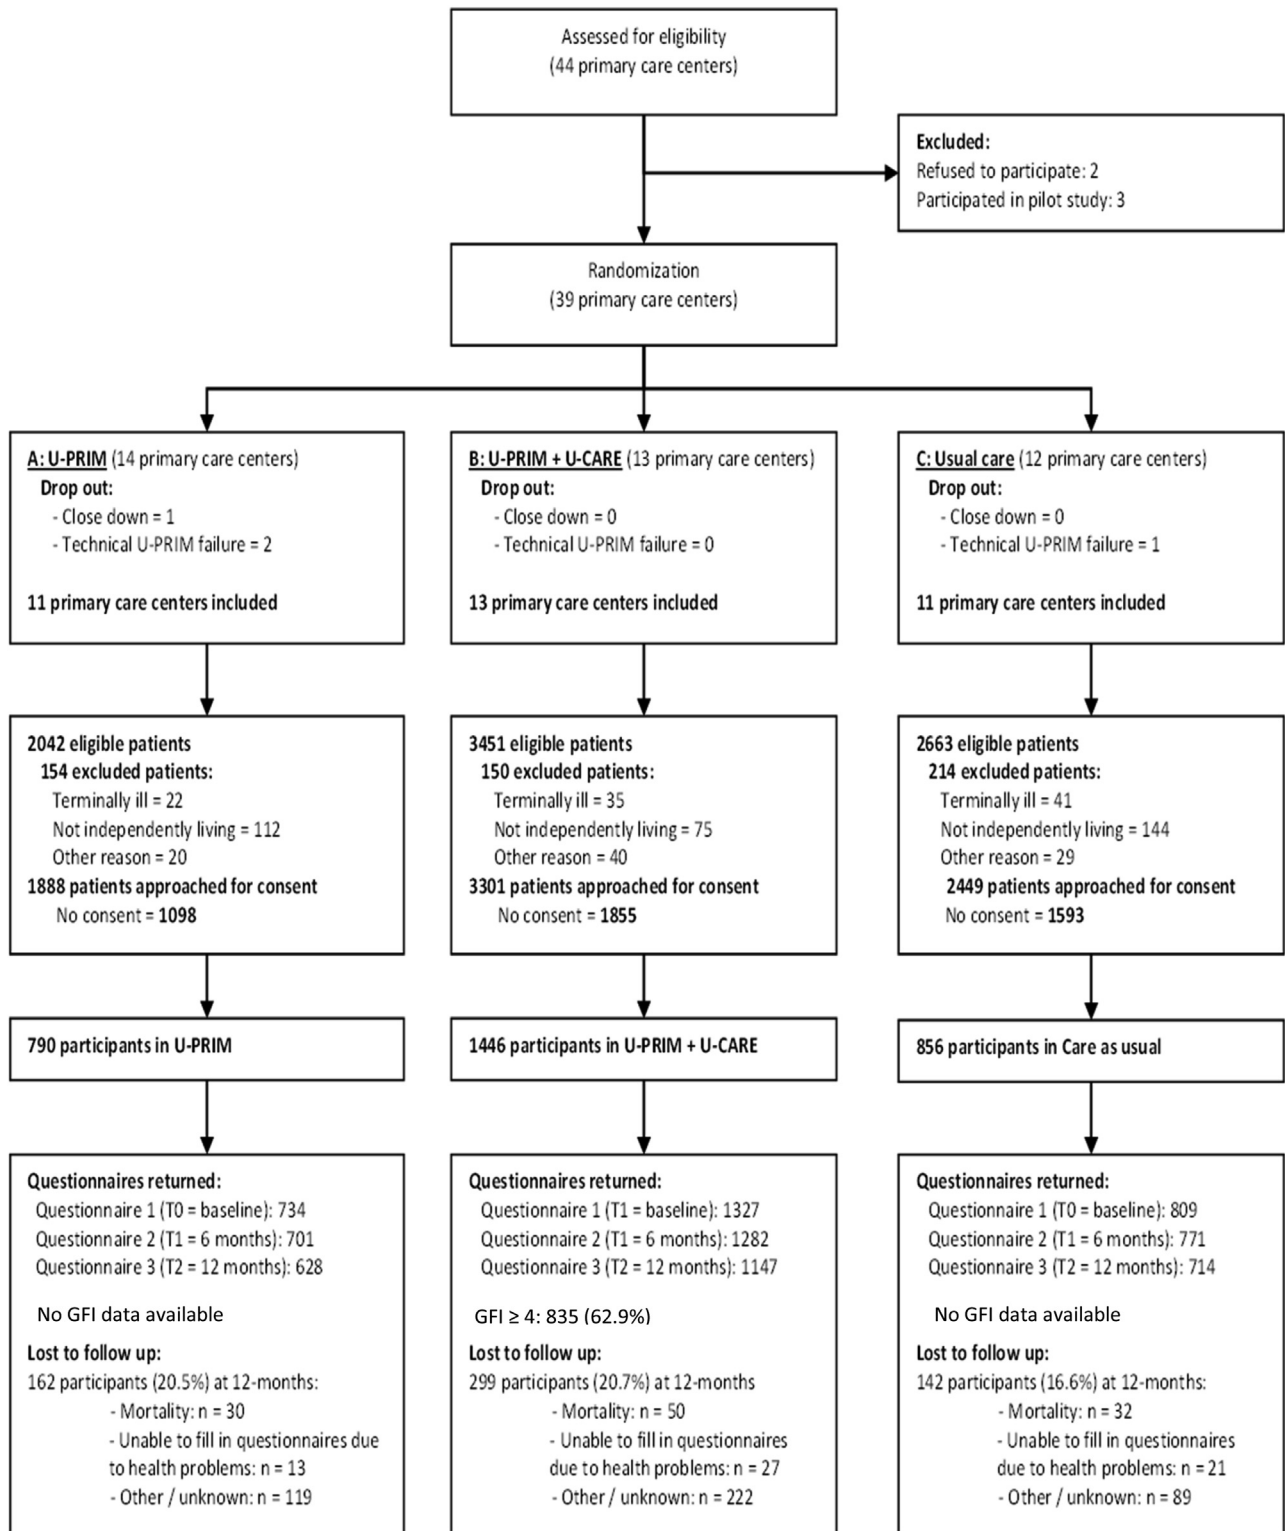 Assessed for eligibility
(44 primary care centers)
Excluded:
Refused to participate: 2
Participated in pilot study: 3
Randomization
(39 primary care centers)
A: U-PRIM (14 primary care centers)
Drop out:
- Close down = 1
- Technical U-PRIM failure = 2
11 primary care centers included
B: U-PRIM + U-CARE (13 primary care centers)
Drop out:
- Close down = 0
- Technical U-PRIM failure = 0
13 primary care centers included
C: Usual care (12 primary care centers)
Drop out:
- Close down = 0
- Technical U-PRIM failure = 1
11 primary care centers included
2042 eligible patients
154 excluded patients:
Terminally ill = 22
Not independently living = 112
Other reason = 20
1888 patients approached for consent
No consent = 1098
3451 eligible patients
150 excluded patients:
Terminally ill = 35
Not independently living = 75
Other reason = 40
3301 patients approached for consent
No consent = 1855
2663 eligible patients
214 excluded patients:
Terminally ill = 41
Not independently living = 144
Other reason = 29
2449 patients approached for consent
No consent = 1593
790 participants in U-PRIM
1446 participants in U-PRIM + U-CARE
856 participants in Care as usual
Questionnaires returned:
Questionnaire 1 (T0 = baseline): 734
Questionnaire 2 (T1 = 6 months): 701
Questionnaire 3 (T2 = 12 months): 628
No GFI data available
Lost to follow up:
162 participants (20.5%) at 12-months:
- Mortality: n = 30
- Unable to fill in questionnaires due
to health problems: n = 13
- Other / unknown: n = 119
Questionnaires returned:
Questionnaire 1 (T1 = baseline): 1327
Questionnaire 2 (T1 = 6 months): 1282
Questionnaire 3 (T2 = 12 months): 1147
GFI ≥ 4: 835 (62.9%)
Lost to follow up:
299 participants (20.7%) at 12-months
- Mortality: n = 50
- Unable to fill in questionnaires
due to health problems: n = 27
- Other / unknown: n = 222
Questionnaires returned:
Questionnaire 1 (T0 = baseline): 809
Questionnaire 2 (T1 = 6 months): 771
Questionnaire 3 (T2 = 12 months): 714
No GFI data available
Lost to follow up:
142 participants (16.6%) at 12-months:
- Mortality: n = 32
- Unable to fill in questionnaires
due to health problems: n = 21
- Other / unknown: n = 89